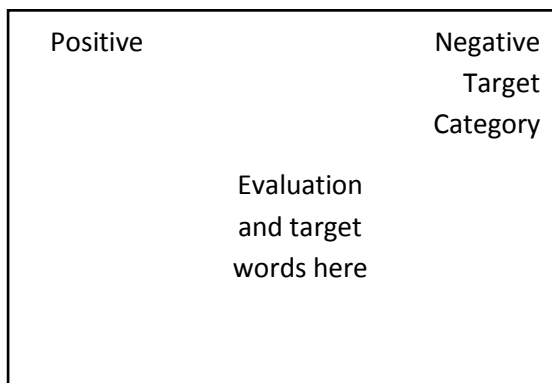 Positive
Negative
Target
Category
Evaluation
and target
words here